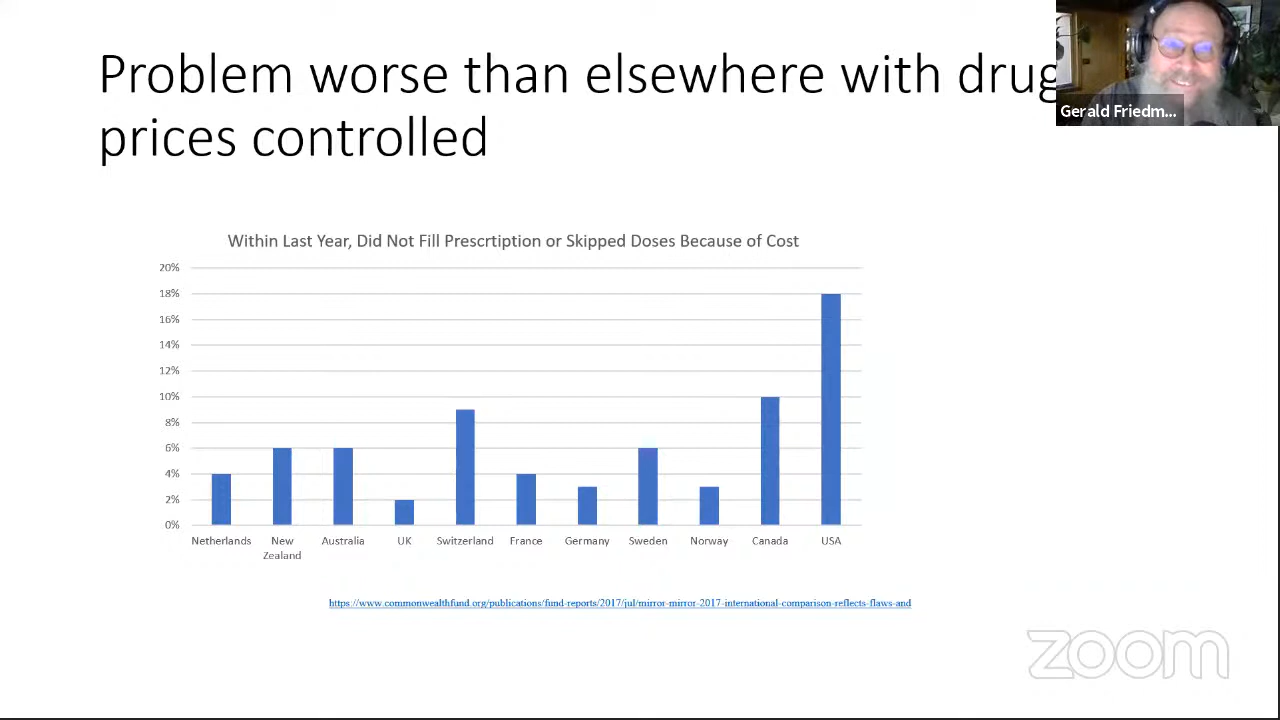 Problem worse than elsewhere with drug
prices controlled
Gerald Friedm...
Within Last Year, Did Not Fill Prescrtiption or Skipped Doses Because of Cost
20%
18%
16%
14%
12%
10%
8%
6%
4%
2%
0%
Netherlands
New
Zealand
Australia
UK
Switzerland
France
Germany
Sweden
Norway
Canada
USA
https://www.commonwealthfund.org/publications/fund-reports/2017/jul/mirror-mirror-2017-international-comparison-reflects-flaws-and
zoom